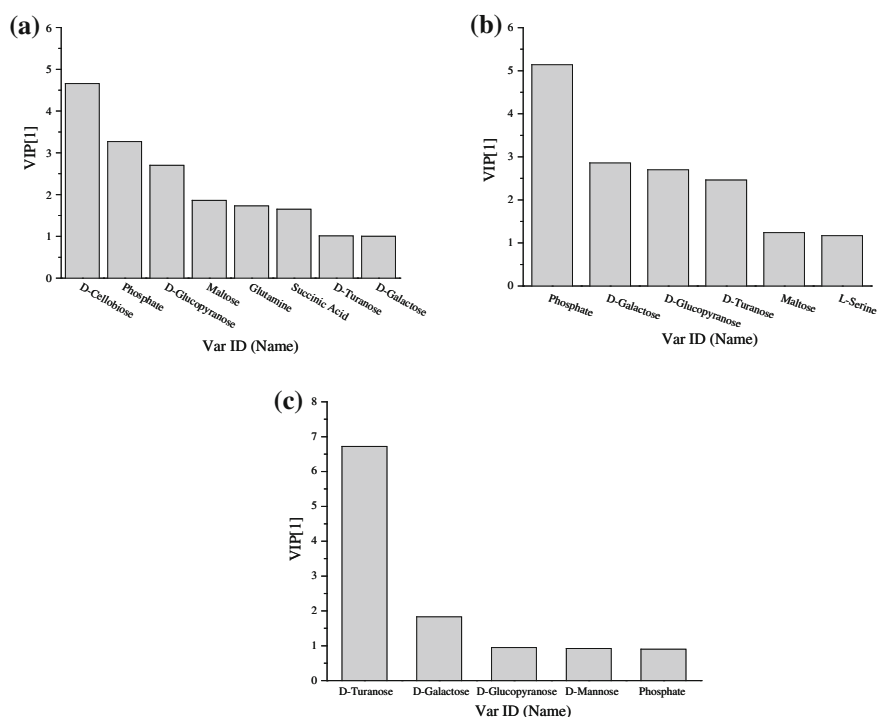 (a)
6
5
4
3
2
1
0
VIP[1]
D-Cellobiose
Phosphate
D-Glucopyranose
Maltose
Glutamine
Succinic Acid
D-Turanose
D-Galactose
Var ID (Name)
(b)
6
5
4
3
2
1
0
VIP[1]
Phosphate
D-Galactose
D-Glucopyranose
D-Turanose
Maltose
L-Serine
Var ID (Name)
(c)
8
7
6
5
4
3
2
1
0
VIP[1]
D-Turanose
D-Galactose
D-Glucopyranose
D-Mannose
Phosphate
Var ID (Name)